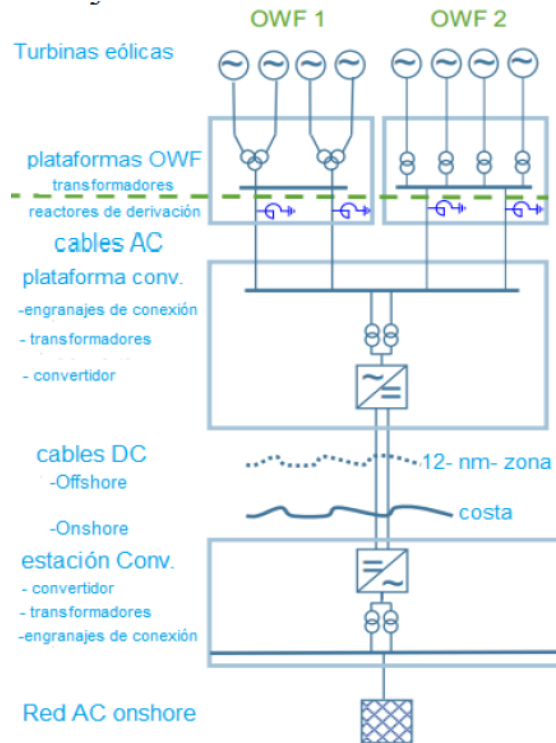 OWF 1
OWF 2
Turbinas eólicas
plataformas OWF
transformadores
reactores de derivación
cables AC
plataforma conv.
-engranajes de conexión
- transformadores
- convertidor
cables DC
-Offshore
12- nm- zona
-Onshore
costa
estación Conv.
- convertidor
- transformadores
-engranajes de conexión
Red AC onshore